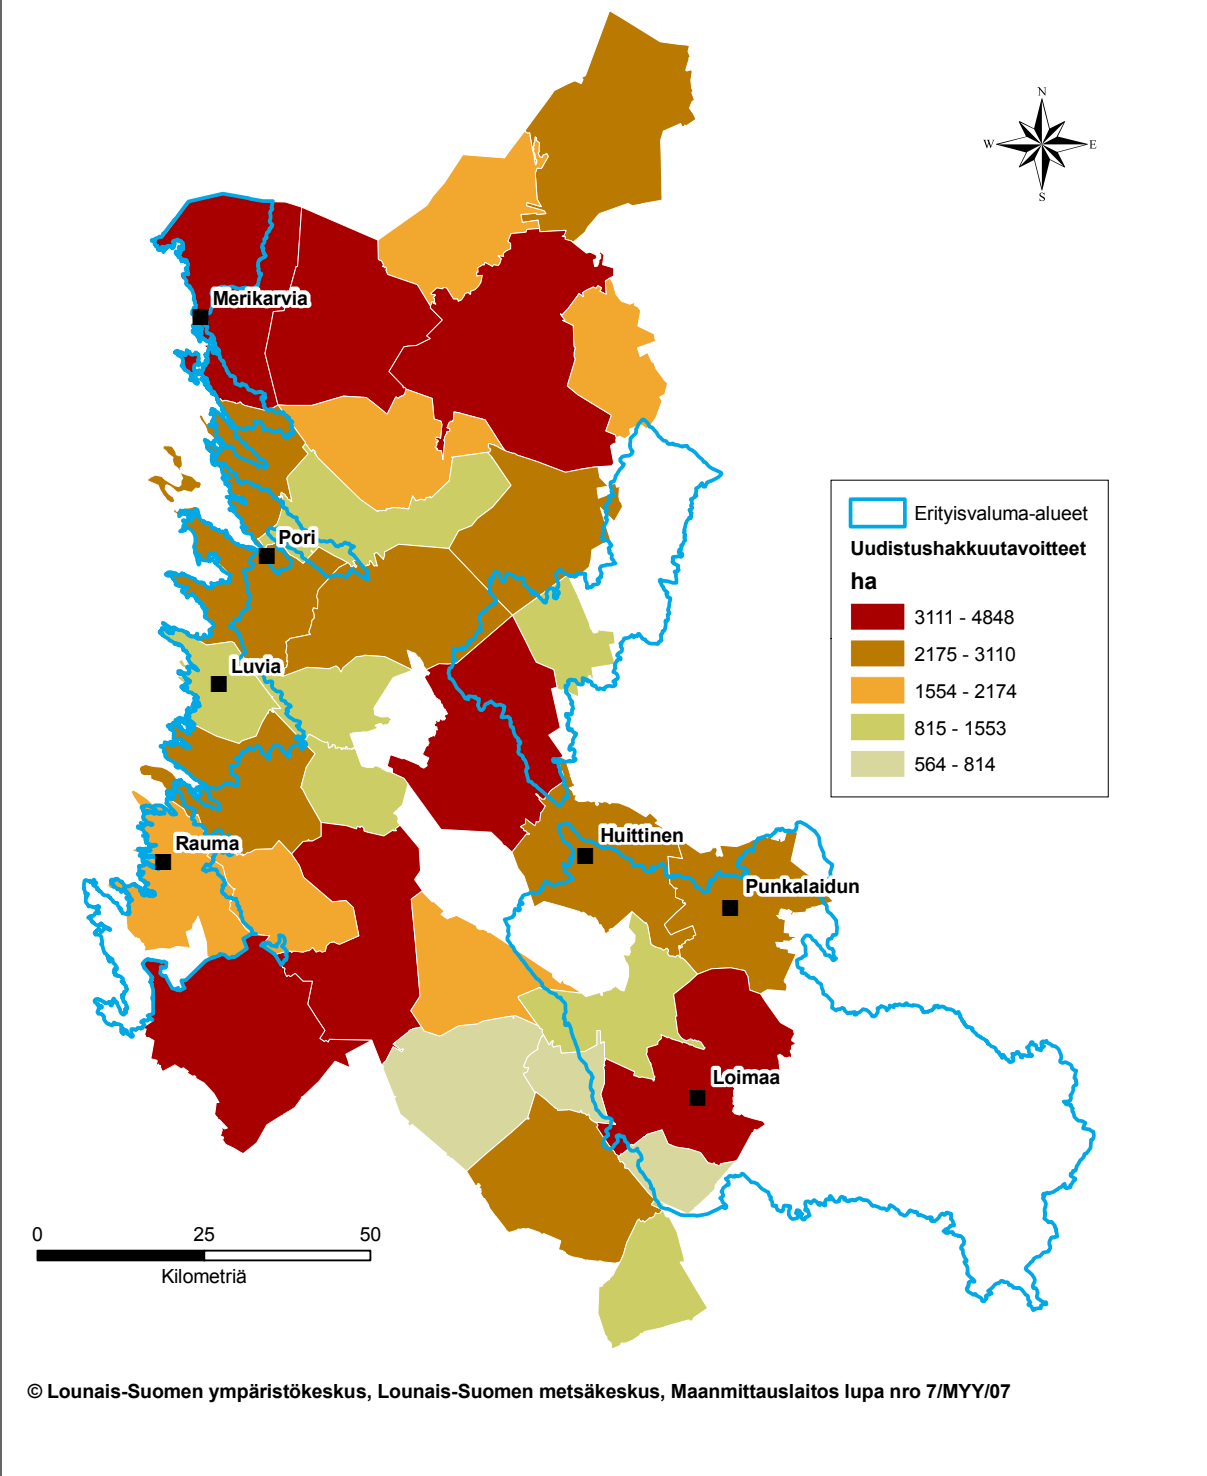 N
W
E
S
Merikarvia
Pori
Luvia
Rauma
Huittinen
Punkalaidun
Loimaa
Erityisvaluma-alueet
Uudistushakkuutavoitteet
ha
3111 - 4848
2175 - 3110
1554 - 2174
815 - 1553
564 - 814
0 25 50
Kilometriä
© Lounais-Suomen ympäristökeskus, Lounais-Suomen metsäkeskus, Maanmittauslaitos lupa nro 7/MYY/07